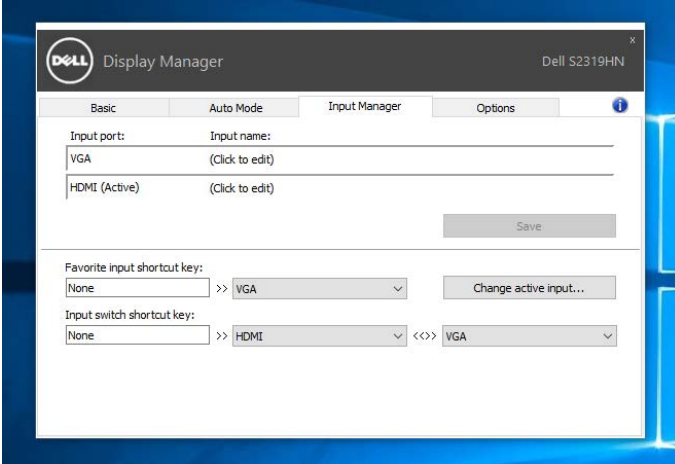 DELL Display Manager Dell S2319HN
x
Basic Auto Mode Input Manager Options
Input port: Input name:
VGA (Click to edit)
HDMI (Active) (Click to edit)
Save
Favorite input shortcut key:
None >> VGA Change active input...
Input switch shortcut key:
None >> HDMI <<>> VGA